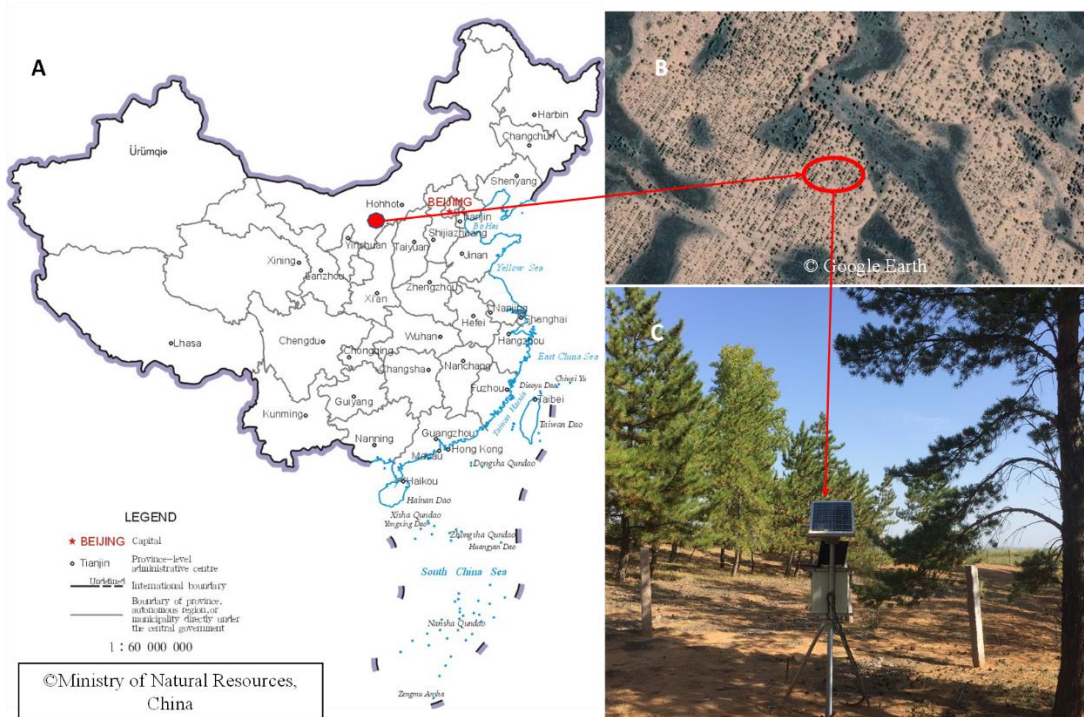 A
Harbin
Changchun
Ürümqi
Shenyang
Hohhot
BEIJING
Tianjin
Bo Hai
Yinchuan
Taiyuan
Shijiazhuang
Jinan
Xining
Lanzhou
Yellow Sea
Zhengzhou
Xi'an
Nanjing
Hefei
Shanghai
Chengdu
Wuhan
Hangzhou
Lhasa
Chongqing
Nanchang
East China Sea
Changsha
Fuzhou
Diaoyu Dao
Chiwei Yu
Guiyang
Taibei
Kunming
Taiwan Haixia
Taiwan Dao
Nanning
Guangzhou
Hong Kong
Macau
Dongsha Qundao
Haikou
Hainan Dao
Xisha Qundao
Yongxing Dao
Zhongsha Qundao
Huangyan Dao
South China Sea
Nansha Qundao
Zengmu Ansha
LEGEND
★ BEIJING Capital
Tianjin Province-level
administrative centre
Undefined International boundary
Boundary of province,
autonomous region,or
municipality directly under
the central government
1 : 60 000 000
©Ministry of Natural Resources,
China
B
© Google Earth
C